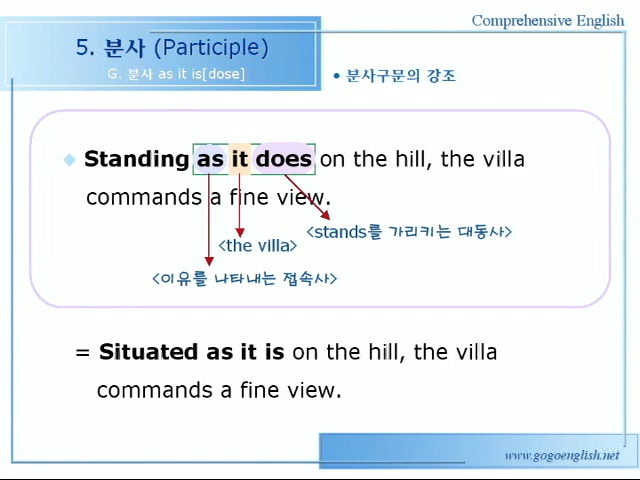 Comprehensive English
5. 분사 (Participle)
G. 분사 as it is[dose]
• 분사구문의 강조
Standing as it does on the hill, the villa
commands a fine view.
<stands를 가리키는 대동사>
<the villa>
<이유를 나타내는 접속사>
= Situated as it is on the hill, the villa
commands a fine view.
www.gogoenglish.net